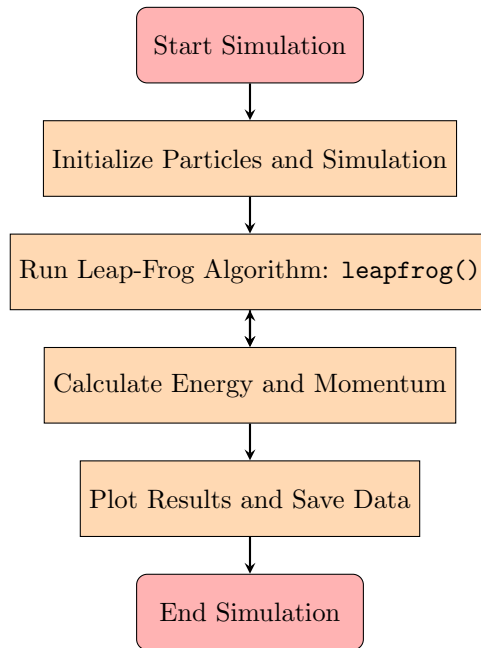 Start Simulation
Initialize Particles and Simulation
Run Leap-Frog Algorithm: leapfrog()
Calculate Energy and Momentum
Plot Results and Save Data
End Simulation